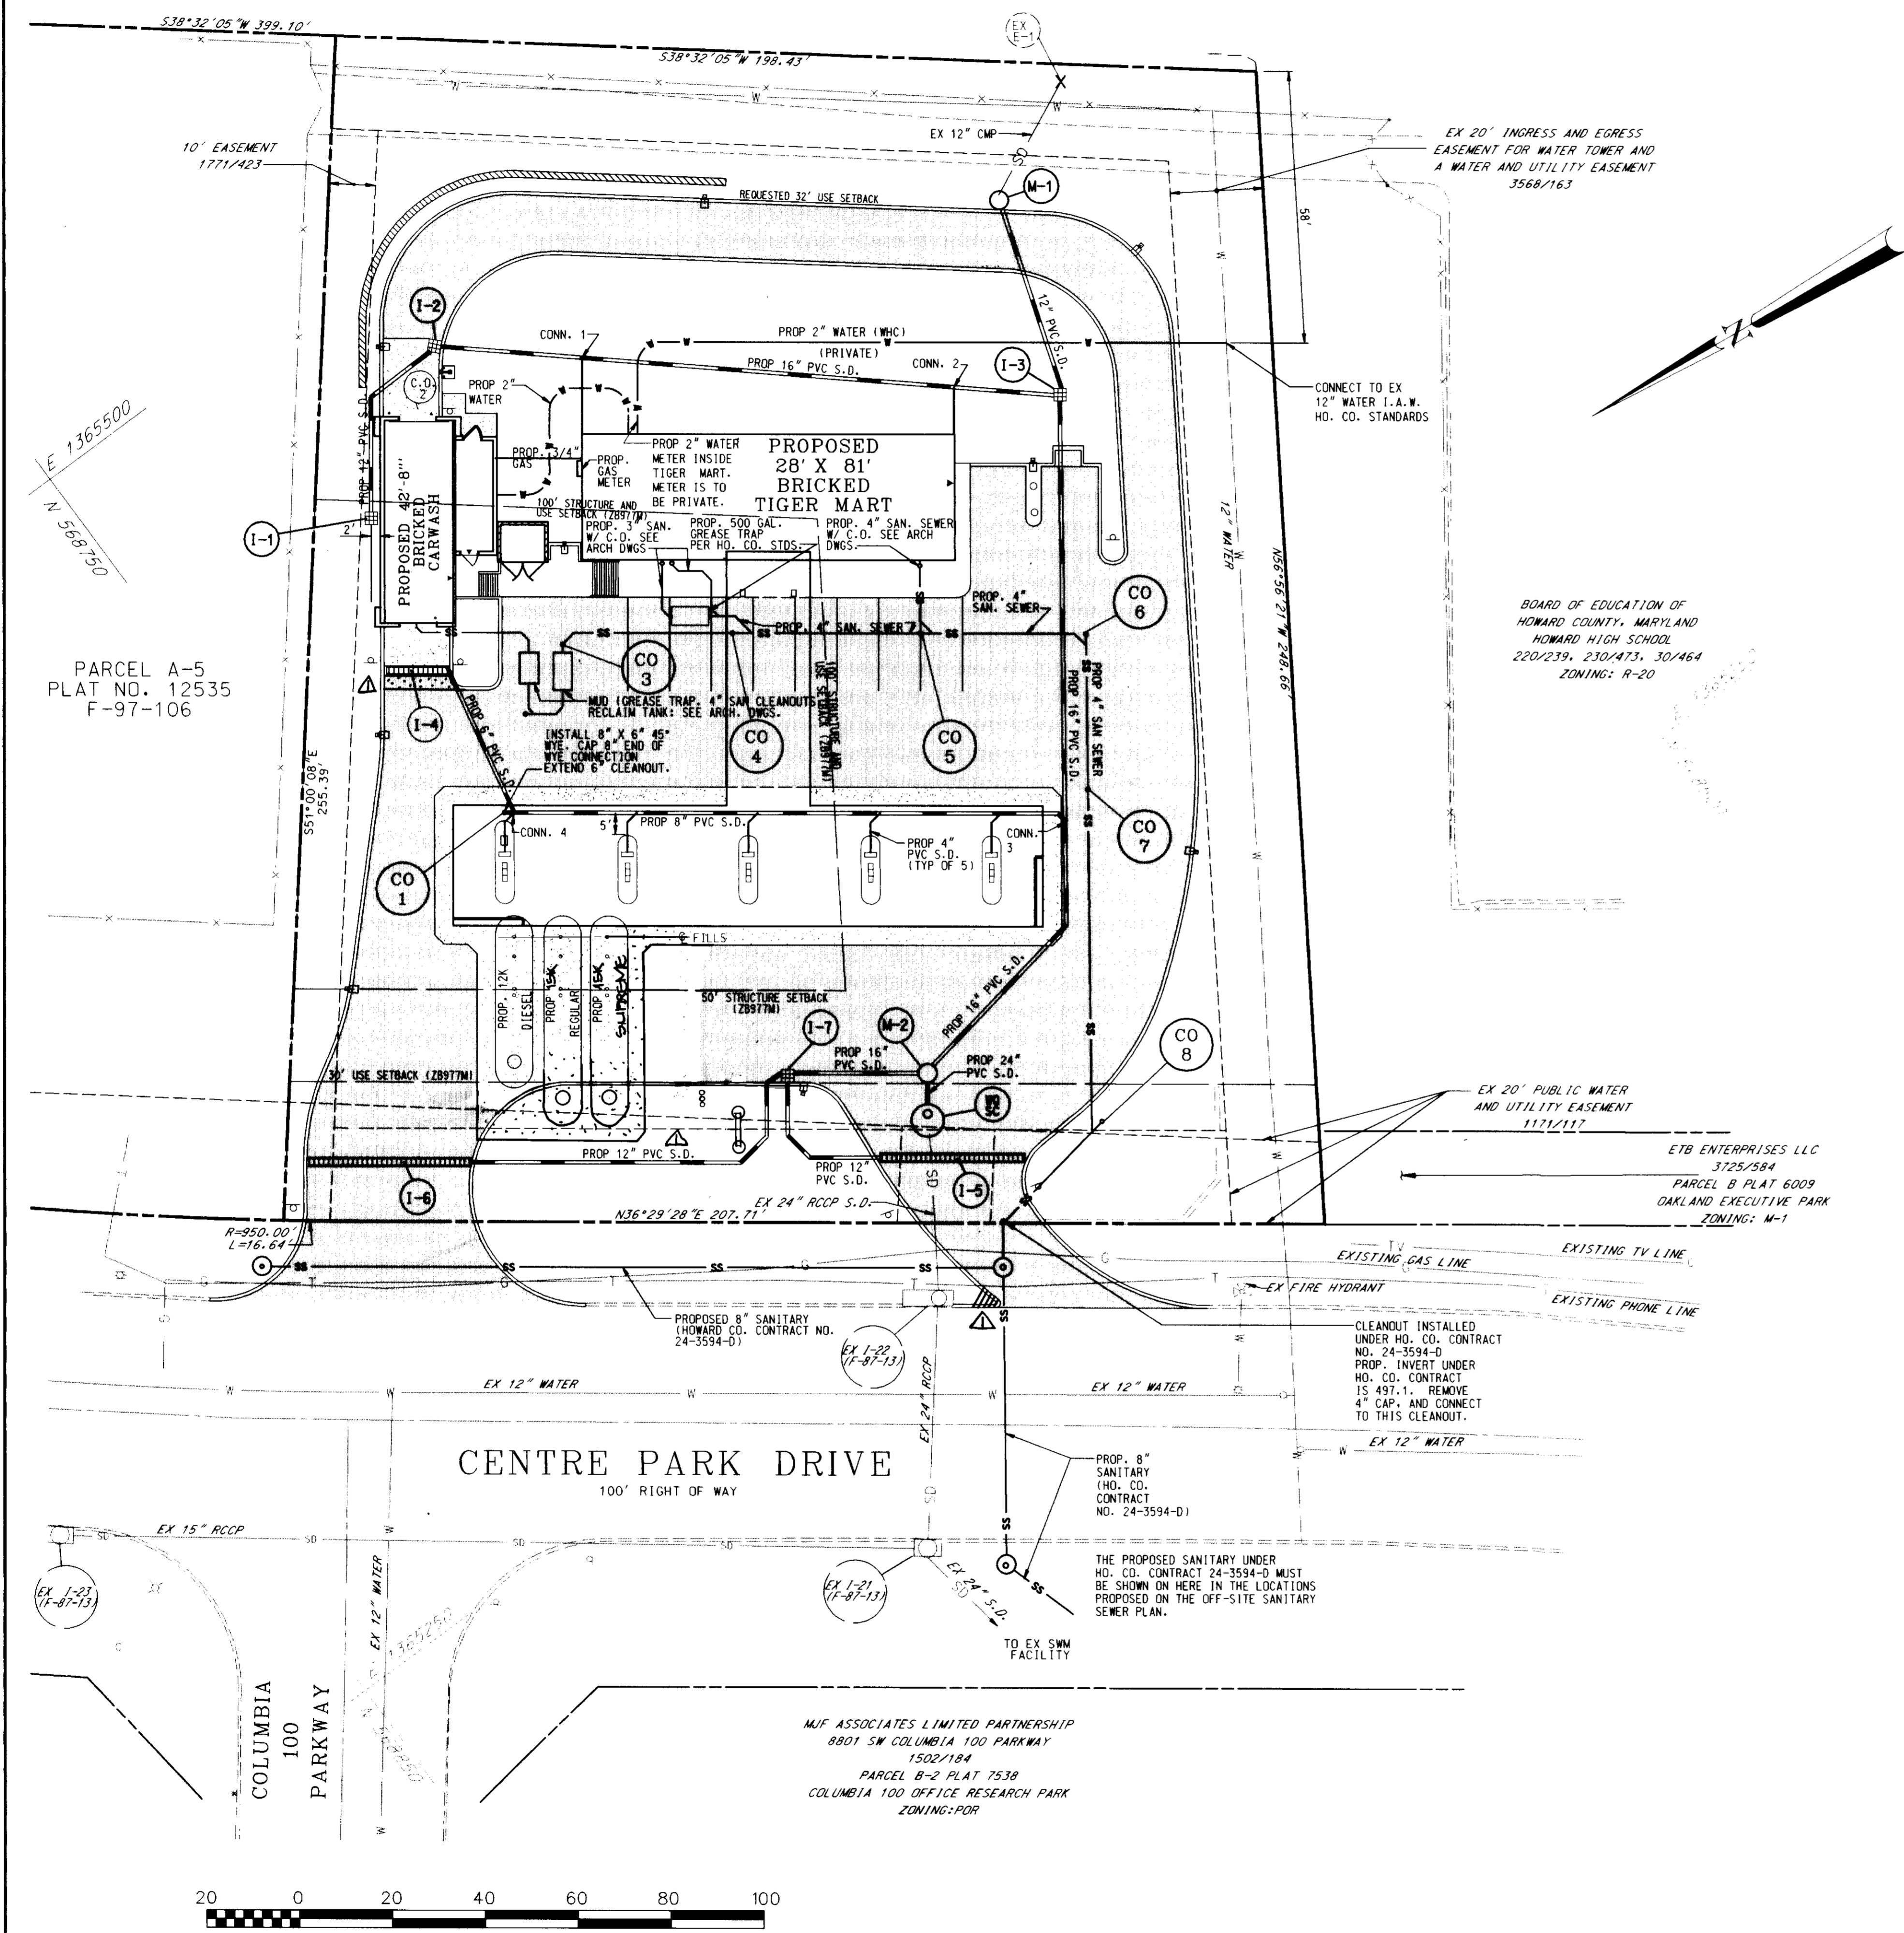 S38°32'05"W 399.10'
S38°32'05"W 198.43'
EX
E-1
EX 12" CMP
SD
10' EASEMENT
1771/423
EX 20' INGRESS AND EGRESS
EASEMENT FOR WATER TOWER AND
A WATER AND UTILITY EASEMENT
3568/163
M-1
REQUESTED 32' USE SETBACK
58'
N
I-2
CONN. 1
PROP 2" WATER (WHC)
(PRIVATE)
PROP 16" PVC S.D.
CONN. 2
I-3
12" PVC S.D.
C.O.
2
PROP 2"
WATER
CONNECT TO EX
12" WATER I.A.W.
HO. CO. STANDARDS
E 1365500
N 568750
PROP 12" PVC S.D.
PROPOSED 42'-8"'
BRICKED
CARWASH
PROP. 3/4"
GAS
PROP.
GAS
METER
PROP 2" WATER
METER INSIDE
TIGER MART.
METER IS TO
BE PRIVATE.
PROPOSED
28' X 81'
BRICKED
TIGER MART
100' STRUCTURE AND
USE SETBACK (ZB977M)
PROP. 3" SAN.
W/ C.O. SEE
ARCH DWGS
PROP. 500 GAL.
GREASE TRAP
PER HO. CO. STDS.
PROP. 4" SAN. SEWER
W/ C.O. SEE ARCH
DWGS.
I-1
2'
12" WATER
N56°56'21"W 248.66'
PROP. 4"
SAN. SEWER
CO
6
BOARD OF EDUCATION OF
HOWARD COUNTY, MARYLAND
HOWARD HIGH SCHOOL
220/239, 230/473, 30/464
ZONING: R-20
PROP. 4" SAN. SEWER
SS
SS
SS
SS
PARCEL A-5
PLAT NO. 12535
F-97-106
CO
3
MUD (GREASE TRAP, 4" SAN CLEANOUTS
RECLAIM TANK: SEE ARCH. DWGS.
100' STRUCTURE AND
USE SETBACK (ZB977M)
PROP 16" PVC S.D.
PROP 4" SAN SEWER
I-4
PROP 6" PVC S.D.
INSTALL 8" X 6" 45°
WYE. CAP 8" END OF
WYE CONNECTION
EXTEND 6" CLEANOUT.
CO
4
CO
5
S51°00'08"E
255.39'
CONN. 4
5'
PROP 8" PVC S.D.
PROP 4"
PVC S.D.
(TYP OF 5)
CONN.
3
CO
7
CO
1
FILLS
PROP. 12K
DIESEL
PROP 15K
REGULAR
PROP 15K
SUPREME
50' STRUCTURE SETBACK
(ZB977M)
PROP 16" PVC S.D.
I-7
M-2
PROP 16"
PVC S.D.
PROP 24"
PVC S.D.
CO
8
30' USE SETBACK (ZB977M)
EX 20' PUBLIC WATER
AND UTILITY EASEMENT
1171/117
PROP 12" PVC S.D.
PROP 12"
PVC S.D.
SD
I-6
I-5
EX 24" RCCP S.D.
ETB ENTERPRISES LLC
3725/584
PARCEL B PLAT 6009
OAKLAND EXECUTIVE PARK
ZONING: M-1
N36°29'28"E 207.71'
R=950.00'
L=16.64'
EXISTING GAS LINE
EXISTING TV LINE
EX FIRE HYDRANT
EXISTING PHONE LINE
PROPOSED 8" SANITARY
(HOWARD CO. CONTRACT NO.
24-3594-D)
EX I-22
(F-87-13)
EX 24" RCCP
CLEANOUT INSTALLED
UNDER HO. CO. CONTRACT
NO. 24-3594-D
PROP. INVERT UNDER
HO. CO. CONTRACT
IS 497.1. REMOVE
4" CAP, AND CONNECT
TO THIS CLEANOUT.
EX 12" WATER
EX 12" WATER
EX 12" WATER
CENTRE PARK DRIVE
100' RIGHT OF WAY
PROP. 8"
SANITARY
(HO. CO.
CONTRACT
NO. 24-3594-D)
EX 15" RCCP
EX I-23
(F-87-13)
EX 12" WATER
EX I-21
(F-87-13)
EX 24" S.D.
THE PROPOSED SANITARY UNDER
HO. CO. CONTRACT 24-3594-D MUST
BE SHOWN ON HERE IN THE LOCATIONS
PROPOSED ON THE OFF-SITE SANITARY
SEWER PLAN.
TO EX SWM
FACILITY
1365250
COLUMBIA
100
PARKWAY
MJF ASSOCIATES LIMITED PARTNERSHIP
8801 SW COLUMBIA 100 PARKWAY
1502/184
PARCEL B-2 PLAT 7538
COLUMBIA 100 OFFICE RESEARCH PARK
ZONING:POR
20 0 20 40 60 80 100